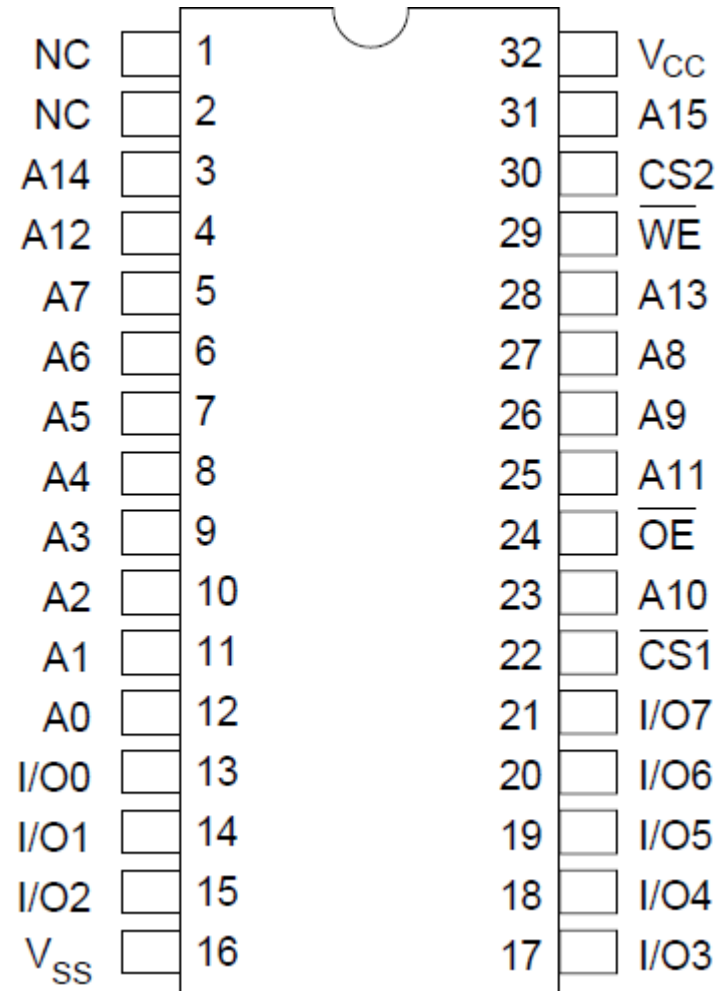 NC 1 32 VCC
NC 2 31 A15
A14 3 30 CS2
A12 4 29 W̅E̅
A7 5 28 A13
A6 6 27 A8
A5 7 26 A9
A4 8 25 A11
A3 9 24 O̅E̅
A2 10 23 A10
A1 11 22 C̅S̅1̅
A0 12 21 I/O7
I/O0 13 20 I/O6
I/O1 14 19 I/O5
I/O2 15 18 I/O4
VSS 16 17 I/O3